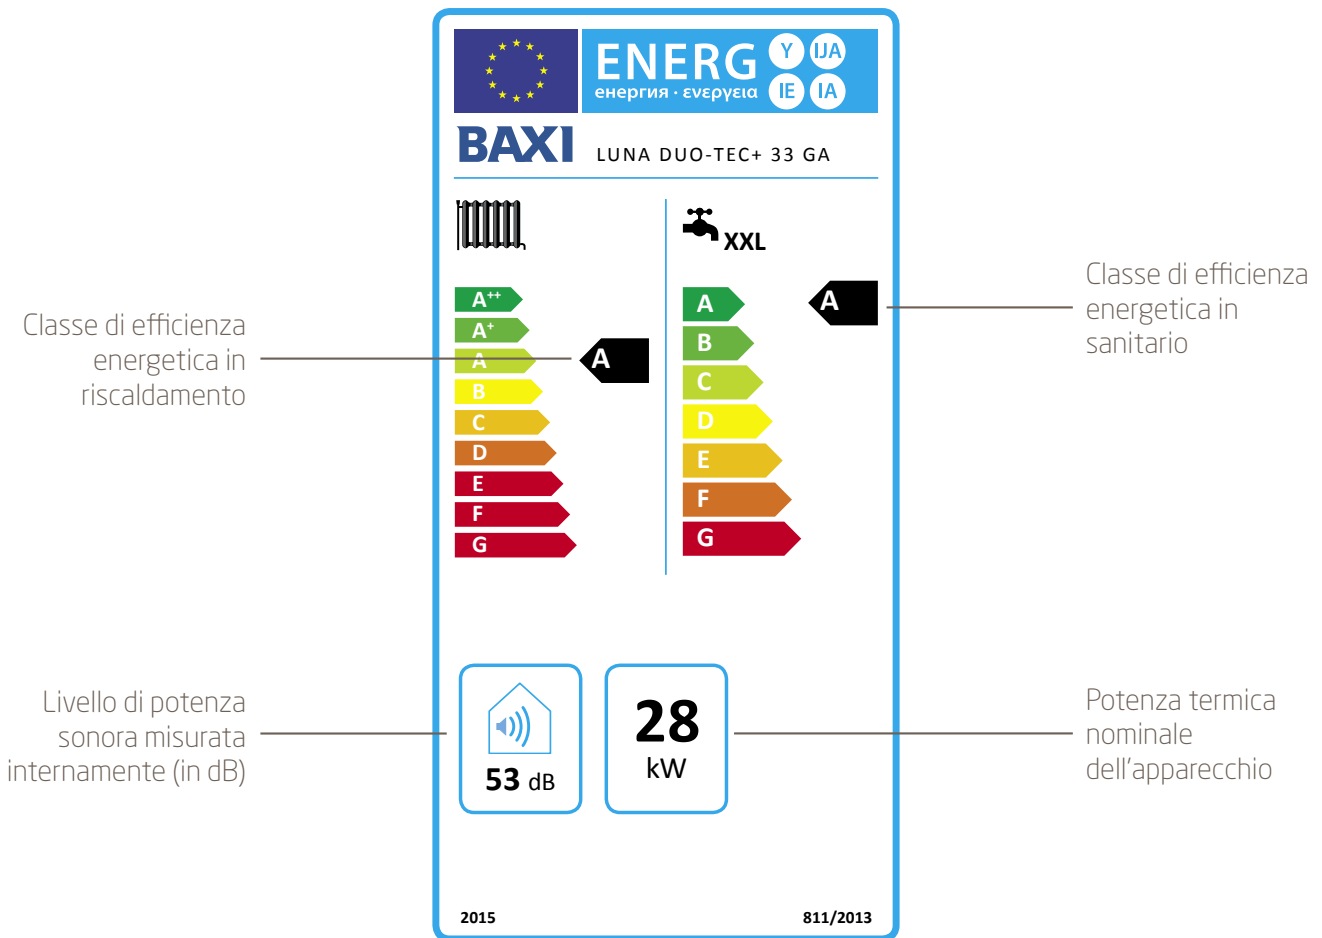 ENERG
енергия · ενεργεια
Y IJA
IE IA
BAXI
LUNA DUO-TEC+ 33 GA
XXL
A++
A+
A
B
C
D
E
F
G
A
A
B
C
D
E
F
G
A
Classe di efficienza
energetica in
riscaldamento
Classe di efficienza
energetica in
sanitario
Livello di potenza
sonora misurata
internamente (in dB)
53 dB
28
kW
Potenza termica
nominale
dell'apparecchio
2015
811/2013